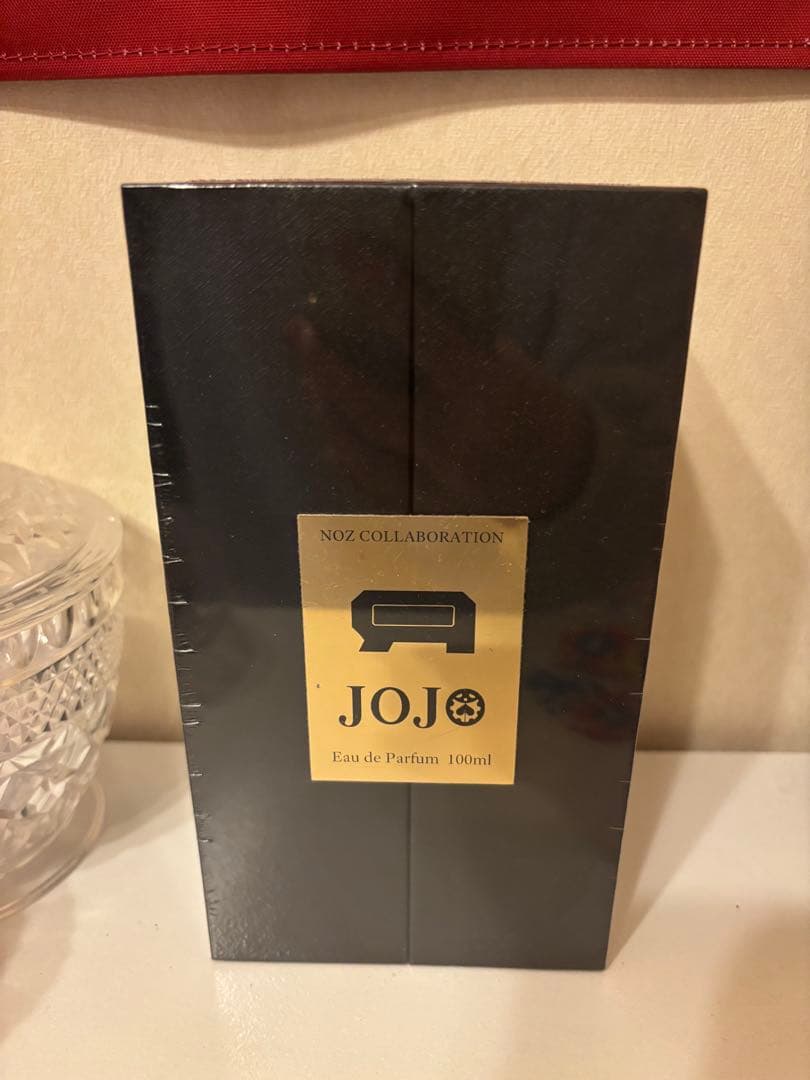 NOZ COLLABORATION
JOJO
Eau de Parfum 100ml